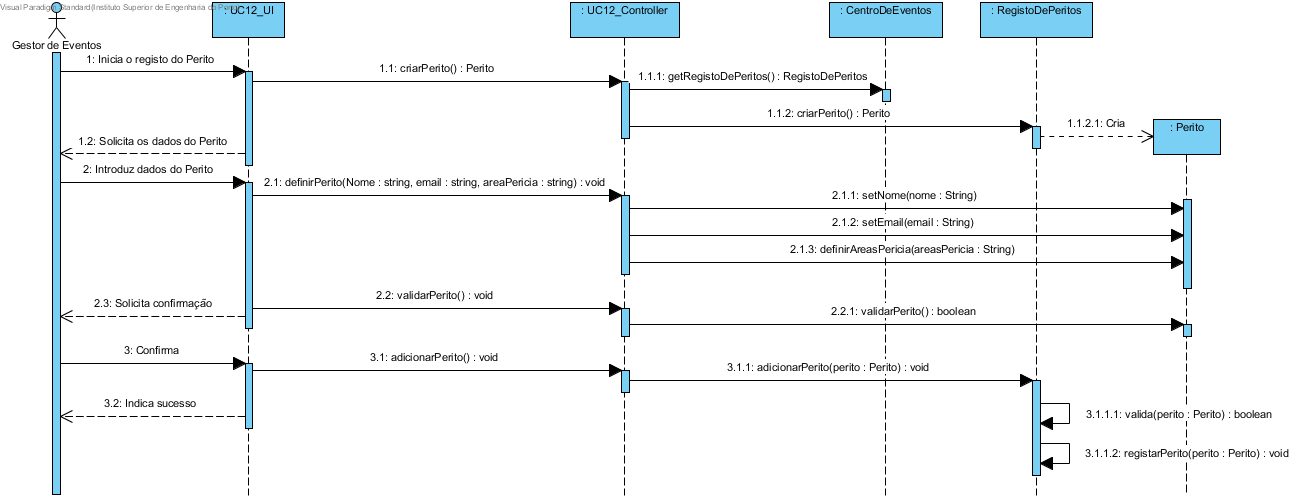 Visual Paradigm Standard(Instituto Superior de Engenharia do
: UC12_UI
: UC12_Controller
: CentroDeEventos
: RegistoDePeritos
Gestor de Eventos
1: Inicia o registo do Perito
1.1: criarPerito() : Perito
1.1.1: getRegistoDePeritos() : RegistoDePeritos
1.1.2: criarPerito() : Perito
1.1.2.1: Cria
: Perito
1.2: Solicita os dados do Perito
2: Introduz dados do Perito
2.1: definirPerito(Nome : string, email : string, areaPericia : string) : void
2.1.1: setNome(nome : String)
2.1.2: setEmail(email : String)
2.1.3: definirAreasPericia(areasPericia : String)
2.2: validarPerito() : void
2.3: Solicita confirmação
2.2.1: validarPerito() : boolean
3: Confirma
3.1: adicionarPerito() : void
3.1.1: adicionarPerito(perito : Perito) : void
3.2: Indica sucesso
3.1.1.1: valida(perito : Perito) : boolean
3.1.1.2: registarPerito(perito : Perito) : void